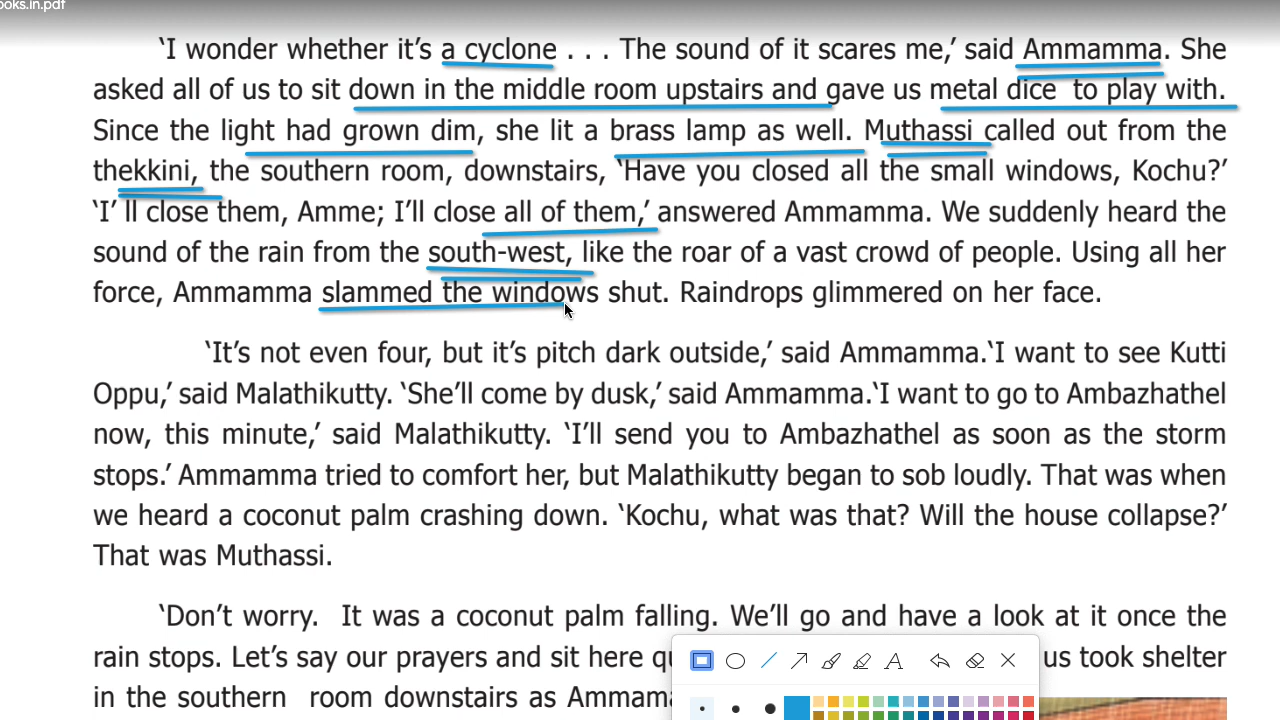 ooks.in.pdf
‘I wonder whether it’s a cyclone . . . The sound of it scares me,’ said Ammamma. She
asked all of us to sit down in the middle room upstairs and gave us metal dice  to play with.
Since the light had grown dim, she lit a brass lamp as well. Muthassi called out from the
thekkini, the southern room, downstairs, ‘Have you closed all the small windows, Kochu?’
‘I’ ll close them, Amme; I’ll close all of them,’ answered Ammamma. We suddenly heard the
sound of the rain from the south-west, like the roar of a vast crowd of people. Using all her
force, Ammamma slammed the windows shut. Raindrops glimmered on her face.
‘It’s not even four, but it’s pitch dark outside,’ said Ammamma.‘I want to see Kutti
Oppu,’ said Malathikutty. ‘She’ll come by dusk,’ said Ammamma.‘I want to go to Ambazhathel
now, this minute,’ said Malathikutty. ‘I’ll send you to Ambazhathel as soon as the storm
stops.’ Ammamma tried to comfort her, but Malathikutty began to sob loudly. That was when
we heard a coconut palm crashing down. ‘Kochu, what was that? Will the house collapse?’
That was Muthassi.
‘Don’t worry.  It was a coconut palm falling. We’ll go and have a look at it once the
rain stops. Let’s say our prayers and sit here us took shelter
in the southern  room downstairs as
A